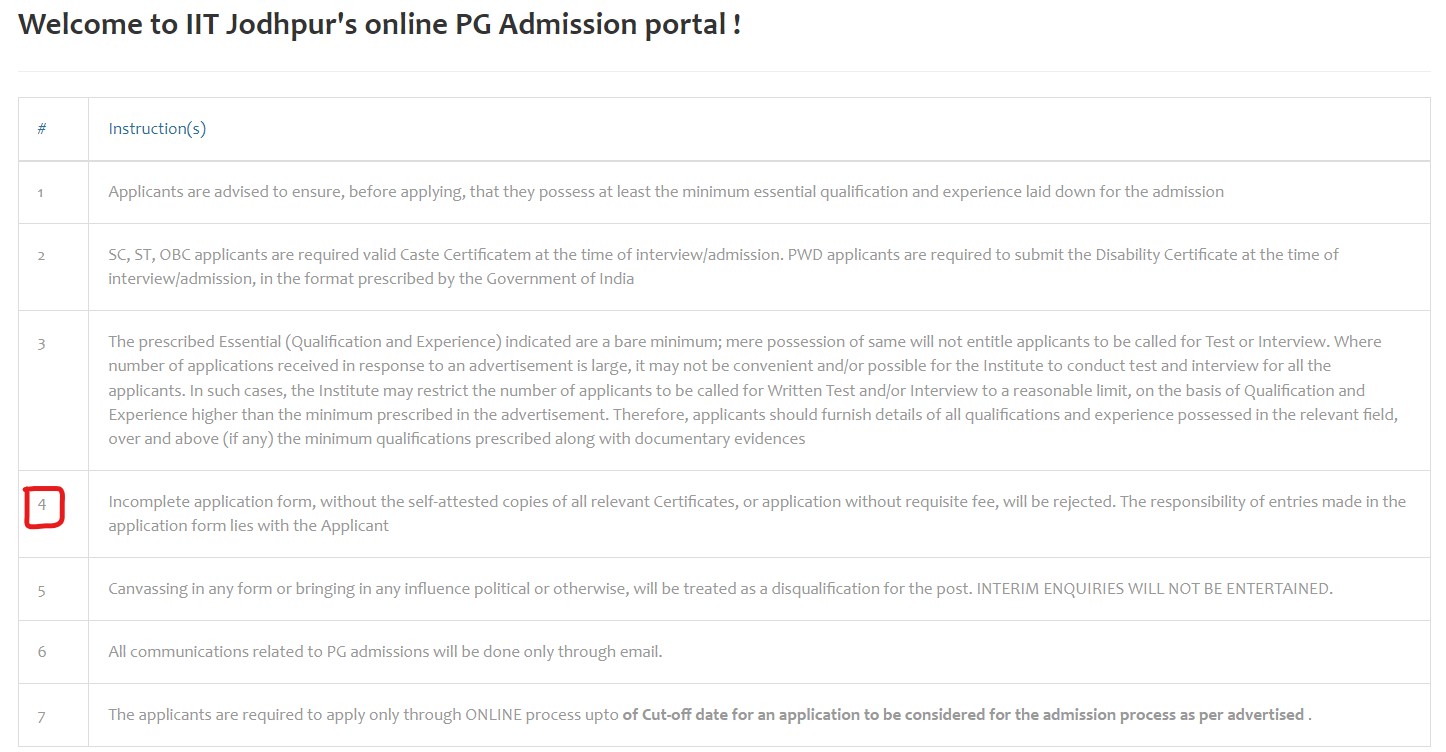 Welcome to IIT Jodhpur's online PG Admission portal !
# Instruction(s)
1 Applicants are advised to ensure, before applying, that they possess at least the minimum essential qualification and experience laid down for the admission
2 SC, ST, OBC applicants are required valid Caste Certificatem at the time of interview/admission. PWD applicants are required to submit the Disability Certificate at the time of
interview/admission, in the format prescribed by the Government of India
3 The prescribed Essential (Qualification and Experience) indicated are a bare minimum; mere possession of same will not entitle applicants to be called for Test or Interview. Where
number of applications received in response to an advertisement is large, it may not be convenient and/or possible for the Institute to conduct test and interview for all the
applicants. In such cases, the Institute may restrict the number of applicants to be called for Written Test and/or Interview to a reasonable limit, on the basis of Qualification and
Experience higher than the minimum prescribed in the advertisement. Therefore, applicants should furnish details of all qualifications and experience possessed in the relevant field,
over and above (if any) the minimum qualifications prescribed along with documentary evidences
4 Incomplete application form, without the self-attested copies of all relevant Certificates, or application without requisite fee, will be rejected. The responsibility of entries made in the
application form lies with the Applicant
5 Canvassing in any form or bringing in any influence political or otherwise, will be treated as a disqualification for the post. INTERIM ENQUIRIES WILL NOT BE ENTERTAINED.
6 All communications related to PG admissions will be done only through email.
7 The applicants are required to apply only through ONLINE process upto of Cut-off date for an application to be considered for the admission process as per advertised .